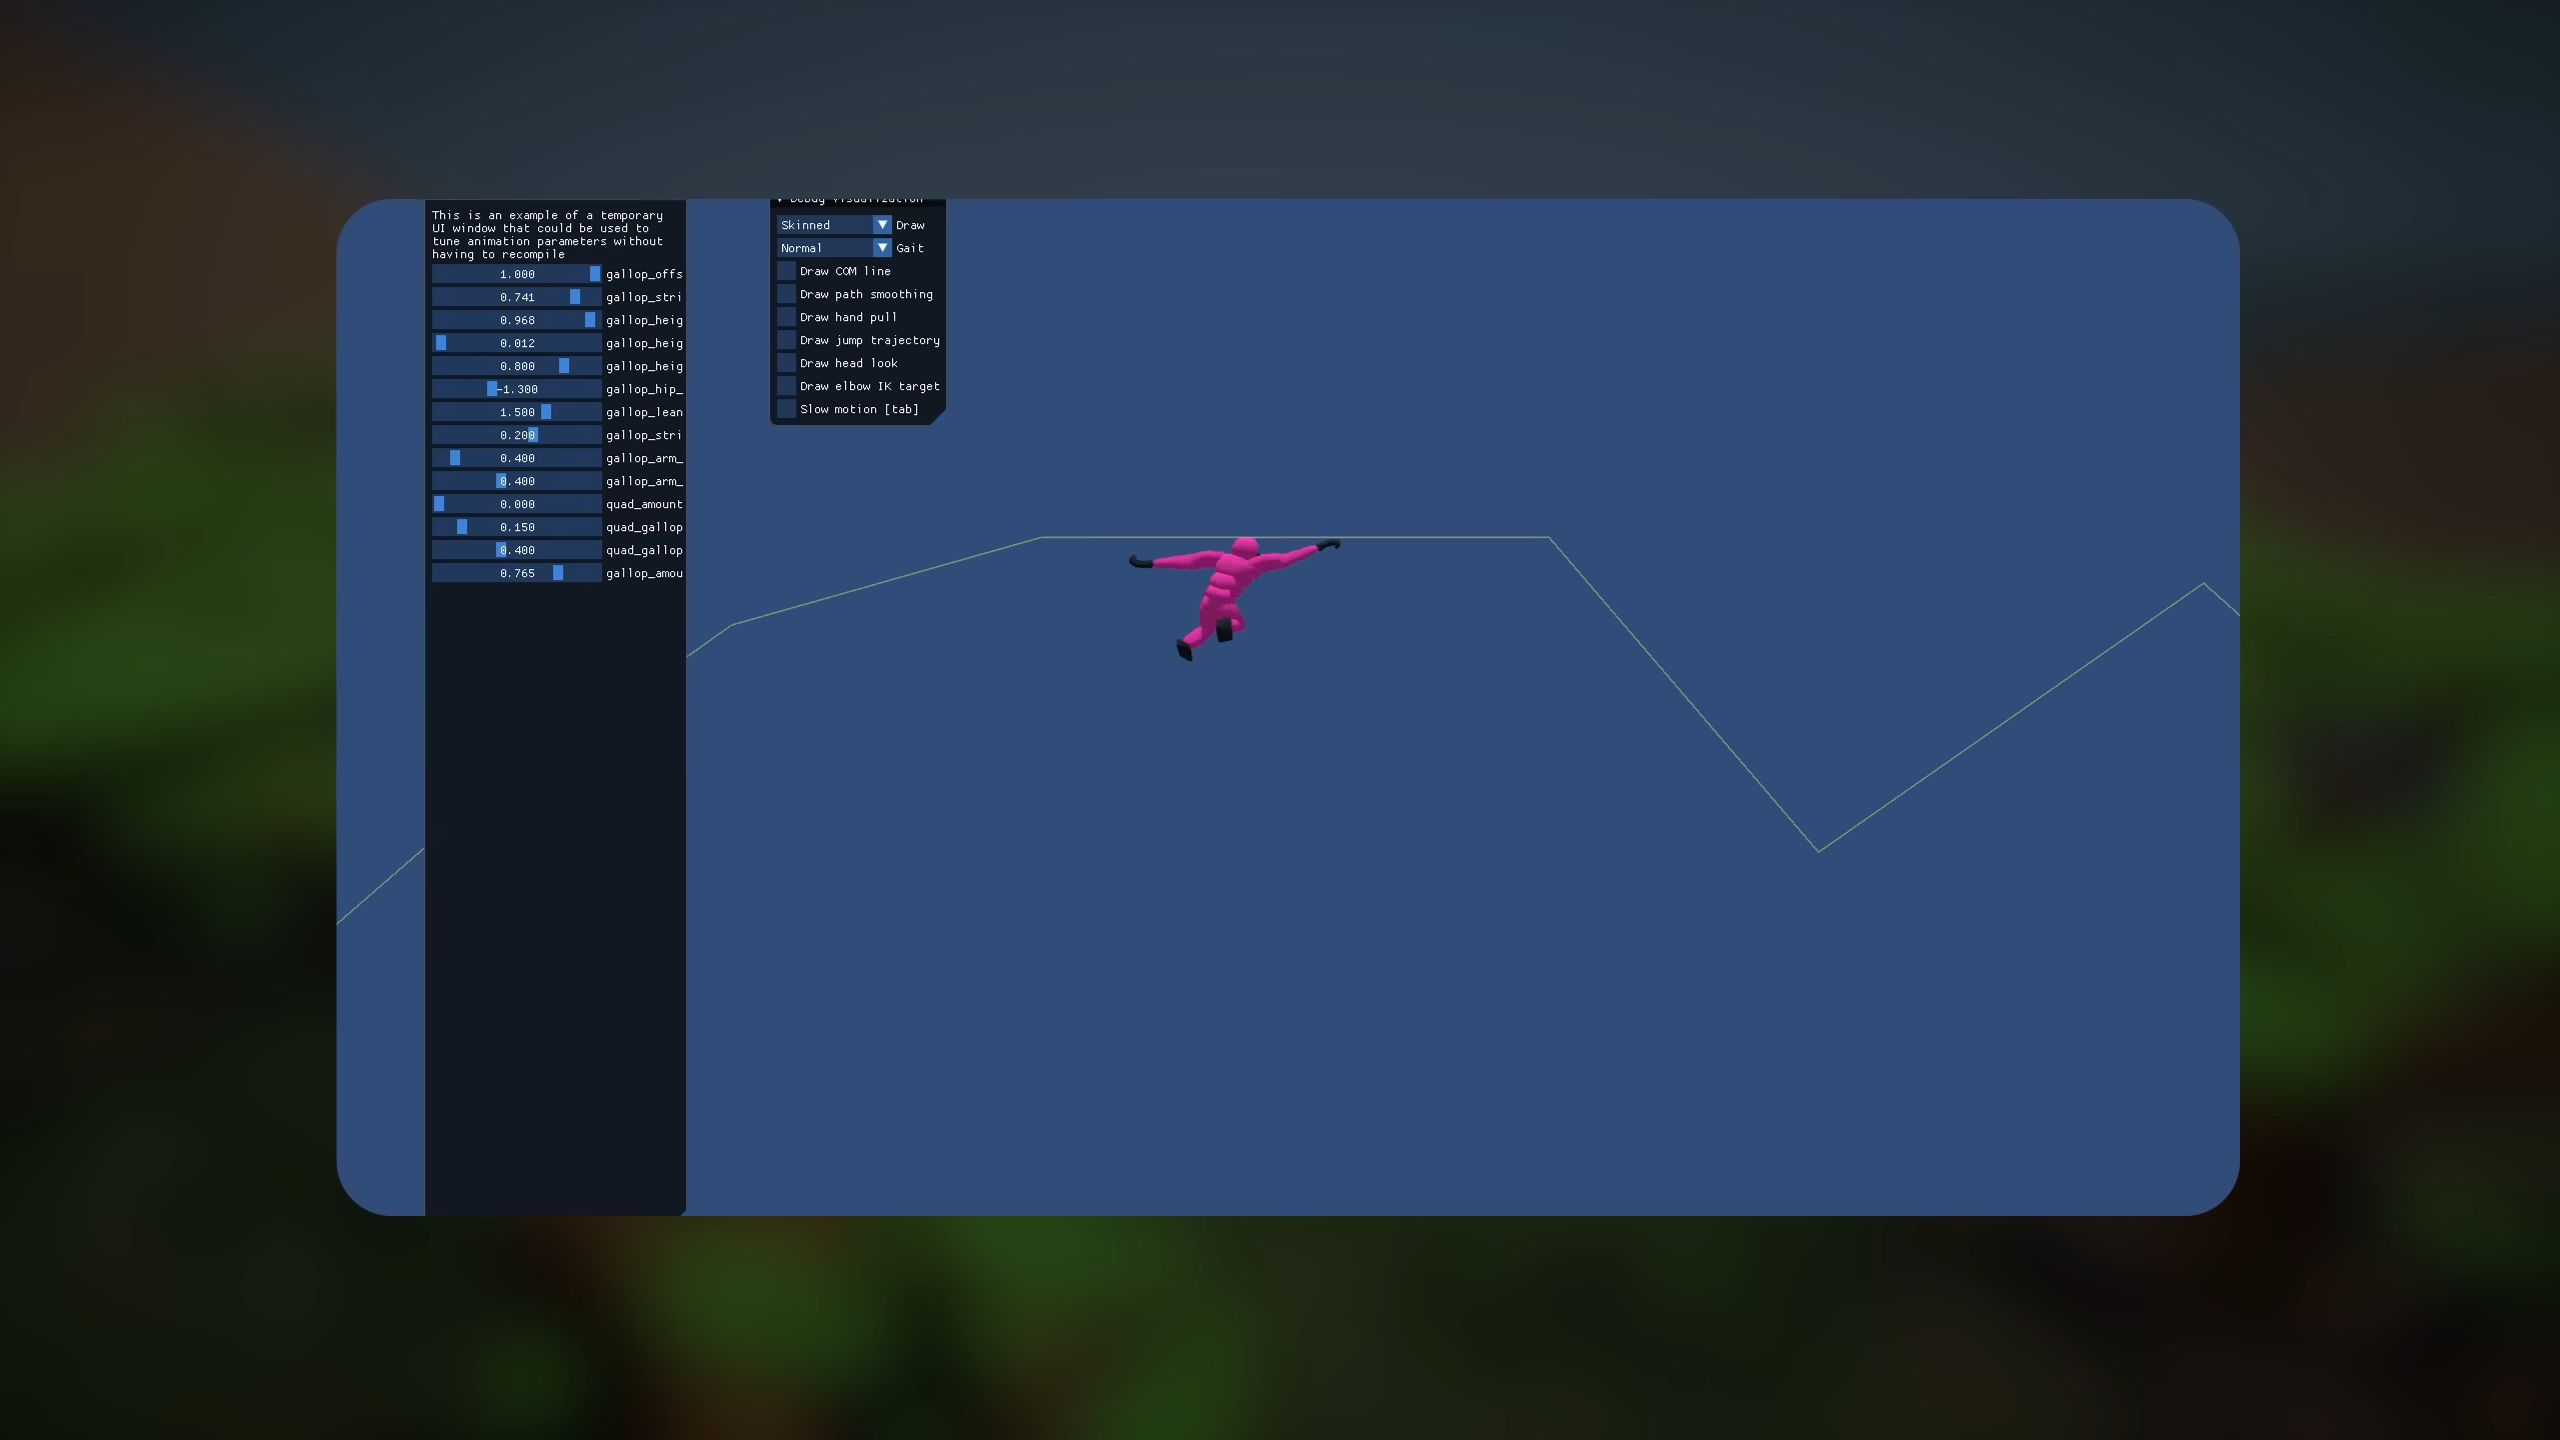 This is an example of a temporary
UI window that could be used to
tune animation parameters without
having to recompile
1.000 gallop_offs
0.741 gallop_stri
0.968 gallop_heig
0.012 gallop_heig
0.800 gallop_heig
-1.300 gallop_hip_
1.500 gallop_lean
0.200 gallop_stri
0.400 gallop_arm_
0.400 gallop_arm_
0.000 quad_amount
0.150 quad_gallop
0.400 quad_gallop
0.765 gallop_amou
Debug visualization
Skinned Draw
Normal Gait
Draw COM line
Draw path smoothing
Draw hand pull
Draw jump trajectory
Draw head look
Draw elbow IK target
Slow motion [tab]